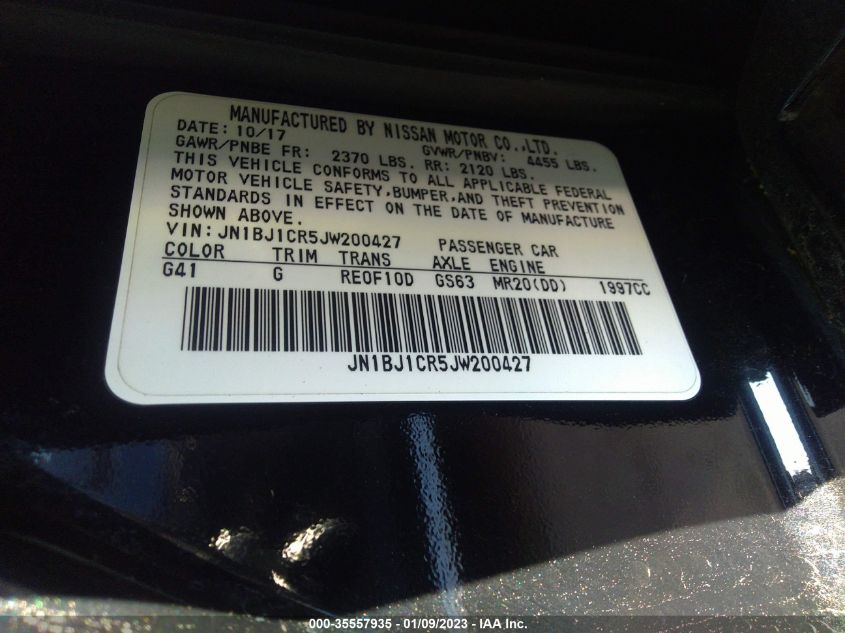 MANUFACTURED BY NISSAN MOTOR CO.,LTD.
DATE: 10/17 GVWR/PNBV: 4455 LBS.
GAWR/PNBE FR: 2370 LBS. RR: 2120 LBS.
THIS VEHICLE CONFORMS TO ALL APPLICABLE FEDERAL
MOTOR VEHICLE SAFETY,BUMPER,AND THEFT PREVENTION
STANDARDS IN EFFECT ON THE DATE OF MANUFACTURE
SHOWN ABOVE.
VIN: JN1BJ1CR5JW200427 PASSENGER CAR
COLOR TRIM TRANS AXLE ENGINE
G41 G RE0F10D GS63 MR20(DD) 1997CC
JN1BJ1CR5JW200427
000-35557935 - 01/09/2023 - IAA Inc.